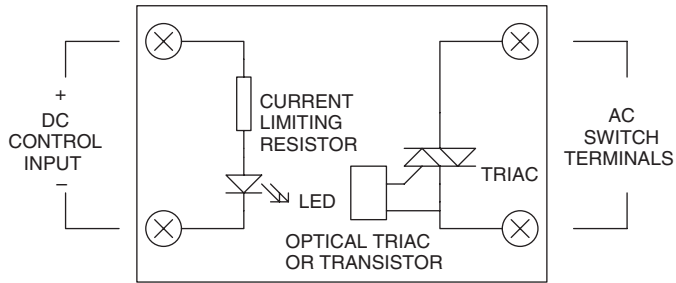 +
DC
CONTROL
INPUT
–
CURRENT
LIMITING
RESISTOR
LED
OPTICAL TRIAC
OR TRANSISTOR
TRIAC
AC
SWITCH
TERMINALS